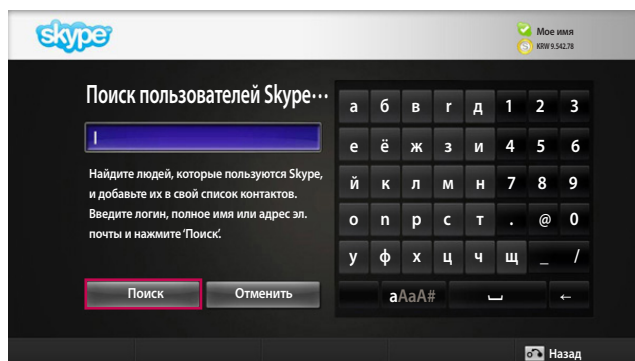 skype
Мое имя
KRW 9.542.78
Поиск пользователей Skype…
Найдите людей, которые пользуются Skype,
и добавьте их в свой список контактов.
Введите логин, полное имя или адрес эл.
почты и нажмите ‘Поиск’.
Поиск Отменить
а б в г д 1 2 3
е ё ж з и 4 5 6
й к л м н 7 8 9
о п р с т . @ 0
у ф х ц ч щ _ /
aAaA# ←
Назад